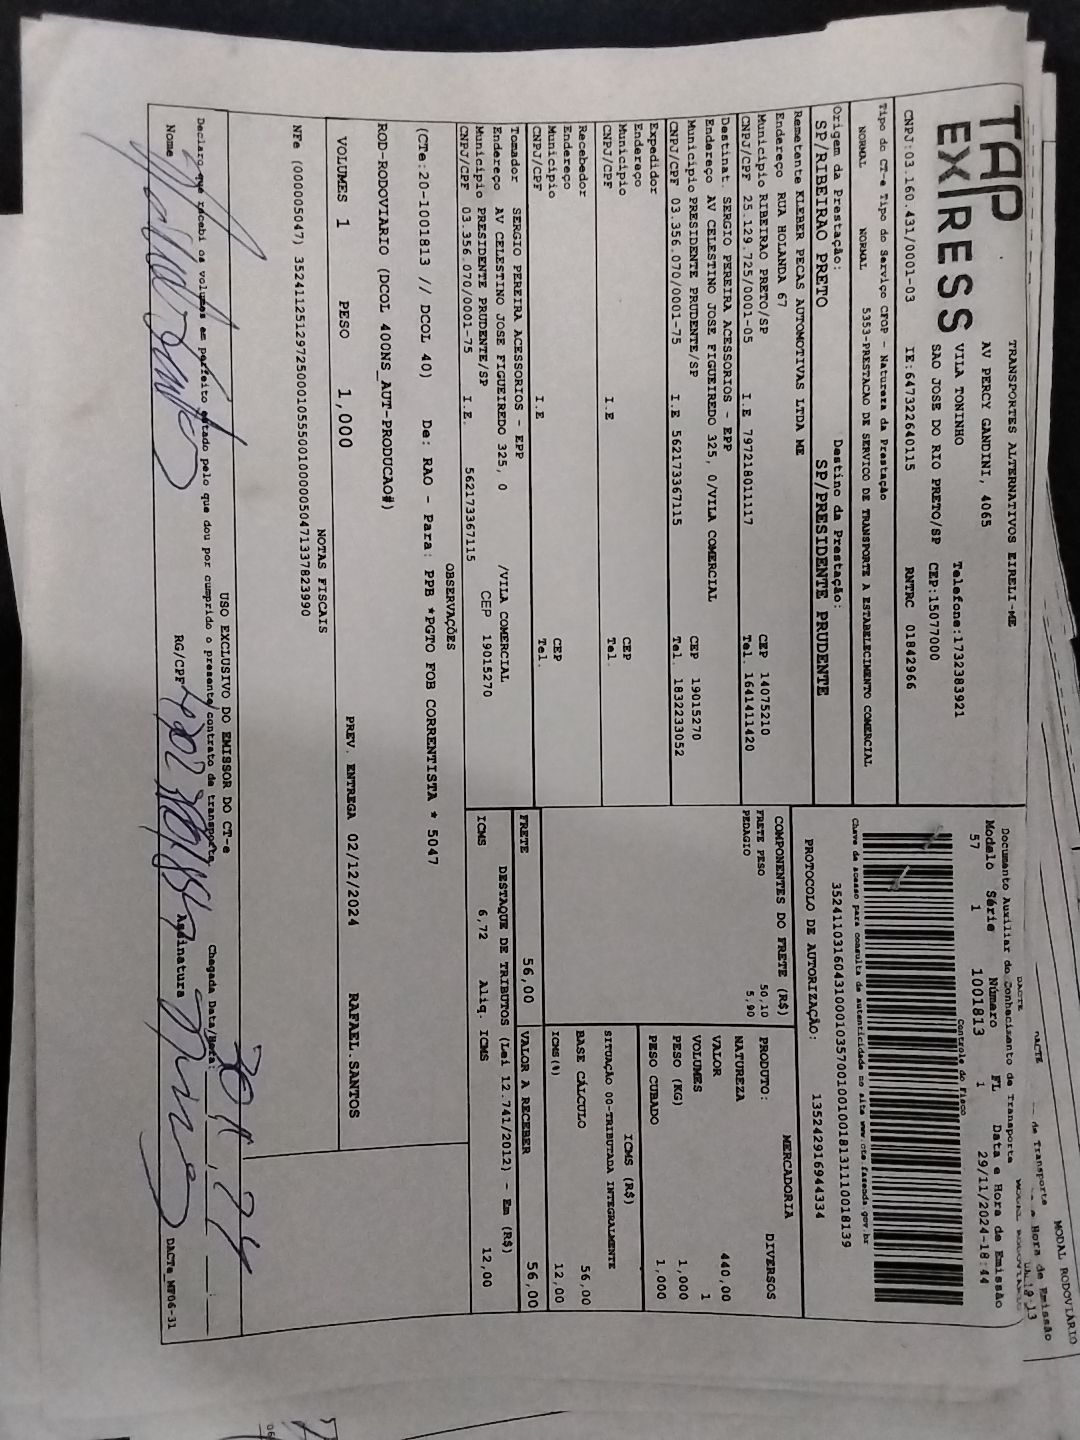 TAP EXPRESS
TRANSPORTES ALTERNATIVOS EIRELI-ME
AV PERCY GANDINI, 4065
VILA TONINHO Telefone:1732383921
SAO JOSE DO RIO PRETO/SP CEP:15077000
CNPJ:03.160.431/0001-03 IE:647322640115 RNTRC 01842966
Tipo do CT-e Tipo do Serviço CFOP - Natureza da Prestação
NORMAL NORMAL 5353-PRESTACAO DE SERVICO DE TRANSPORTE A ESTABELECIMENTO COMERCIAL
Origem da Prestação: Destino da Prestação:
SP/RIBEIRAO PRETO SP/PRESIDENTE PRUDENTE
Remetente KLEBER PECAS AUTOMOTIVAS LTDA ME
Endereço RUA HOLANDA 67
Município RIBEIRAO PRETO/SP CEP 14075210
CNPJ/CPF 25.129.725/0001-05 I.E 797218011117 Tel. 1641411420
Destinat. SERGIO PEREIRA ACESSORIOS - EPP
Endereço AV CELESTINO JOSE FIGUEIREDO 325, 0/VILA COMERCIAL
Município PRESIDENTE PRUDENTE/SP CEP 19015270
CNPJ/CPF 03.356.070/0001-75 I.E 562173367115 Tel. 1832233052
Expedidor
Endereço
Município CEP
CNPJ/CPF I.E Tel.
Recebedor
Endereço
Município CEP
CNPJ/CPF I.E Tel.
Tomador SERGIO PEREIRA ACESSORIOS - EPP
Endereço AV CELESTINO JOSE FIGUEIREDO 325, 0 /VILA COMERCIAL
Município PRESIDENTE PRUDENTE/SP CEP 19015270
CNPJ/CPF 03.356.070/0001-75 I.E. 562173367115
DACTE
Documento Auxiliar do Conhecimento de Transporte
Modelo Série Número FL Data e Hora de Emissão
57 1 1001813 1 29/11/2024-18:44
Controle do Fisco
Chave de acesso para consulta de autenticidade no site www.cte.fazenda.gov.br
PROTOCOLO DE AUTORIZAÇÃO: 135242916944334
COMPONENTES DO FRETE (R$)
FRETE PESO 50,10
PEDAGIO 5,90
MERCADORIA
PRODUTO: DIVERSOS
NATUREZA
VALOR 440,00
VOLUMES 1
PESO (KG) 1,000
PESO CUBADO 1,000
ICMS (R$)
SITUAÇÃO 00-TRIBUTADA INTEGRALMENTE
BASE CÁLCULO 56,00
ICMS(%) 12,00
FRETE 56,00 VALOR A RECEBER 56,00
DESTAQUE DE TRIBUTOS (Lei 12.741/2012) - Em (R$)
ICMS 6,72 Aliq. ICMS 12,00
OBSERVAÇÕES
(CTe:20-1001813 // DCOL 40) De: RAO - Para: PPB *PGTO FOB CORRENTISTA * 5047
ROD-RODOVIARIO (DCOL 400NS_AUT-PRODUCAO#)
VOLUMES 1 PESO 1,000 PREV. ENTREGA 02/12/2024 RAFAEL.SANTOS
NOTAS FISCAIS
USO EXCLUSIVO DO EMISSOR DO CT-e
Declaro que recebi os volumes em perfeito estado pelo que dou por cumprido o presente contrato de transporte. Chegada Data/Hora:
Nome RG/CPF Assinatura
DACTe_NF06-31
MODAL RODOVIÁRIO